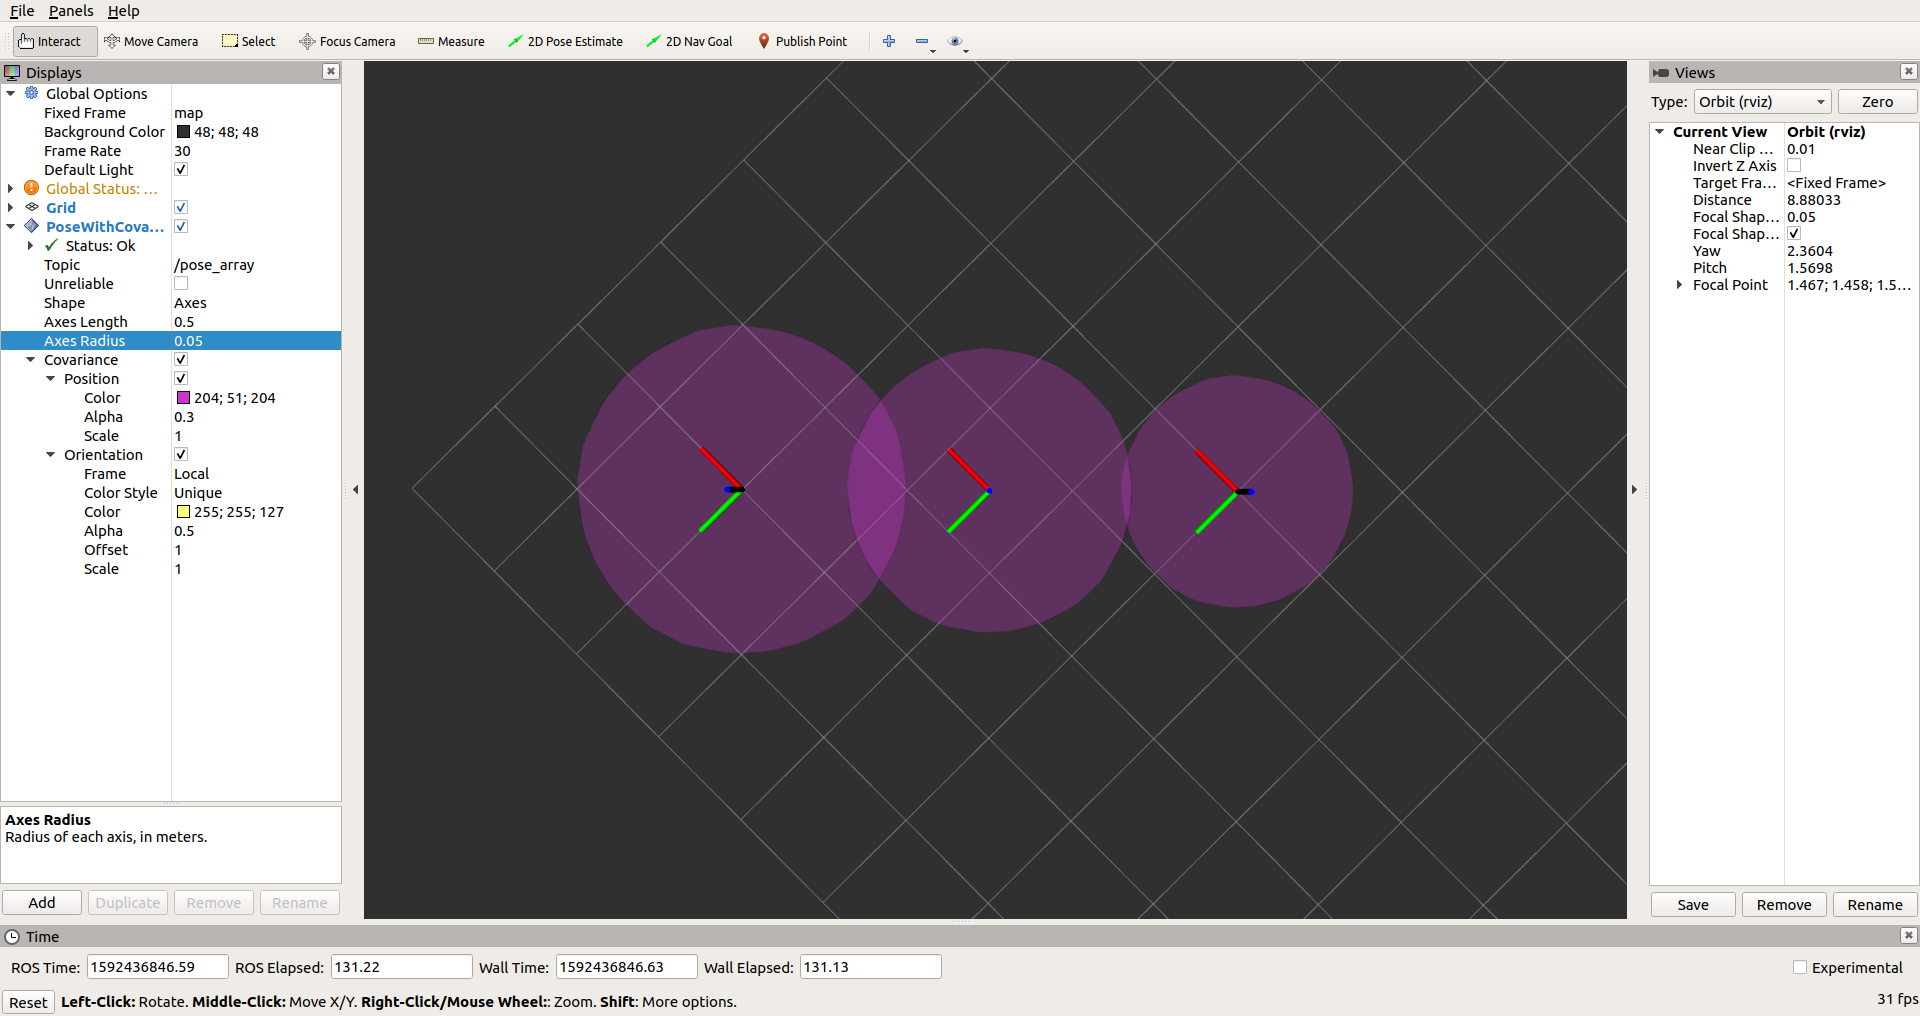 File Panels Help
Interact Move Camera Select Focus Camera Measure 2D Pose Estimate 2D Nav Goal Publish Point
Displays
Global Options
Fixed Frame map
Background Color 48; 48; 48
Frame Rate 30
Default Light
Global Status: ...
Grid
PoseWithCova...
Status: Ok
Topic /pose_array
Unreliable
Shape Axes
Axes Length 0.5
Axes Radius 0.05
Covariance
Position
Color 204; 51; 204
Alpha 0.3
Scale 1
Orientation
Frame Local
Color Style Unique
Color 255; 255; 127
Alpha 0.5
Offset 1
Scale 1
Axes Radius
Radius of each axis, in meters.
Add Duplicate Remove Rename
Views
Type: Orbit (rviz) Zero
Current View Orbit (rviz)
Near Clip ... 0.01
Invert Z Axis
Target Fra... <Fixed Frame>
Distance 8.88033
Focal Shap... 0.05
Focal Shap...
Yaw 2.3604
Pitch 1.5698
Focal Point 1.467; 1.458; 1.5...
Save Remove Rename
Time
ROS Time: 1592436846.59 ROS Elapsed: 131.22 Wall Time: 1592436846.63 Wall Elapsed: 131.13 Experimental
Reset Left-Click: Rotate. Middle-Click: Move X/Y. Right-Click/Mouse Wheel:: Zoom. Shift: More options. 31 fps